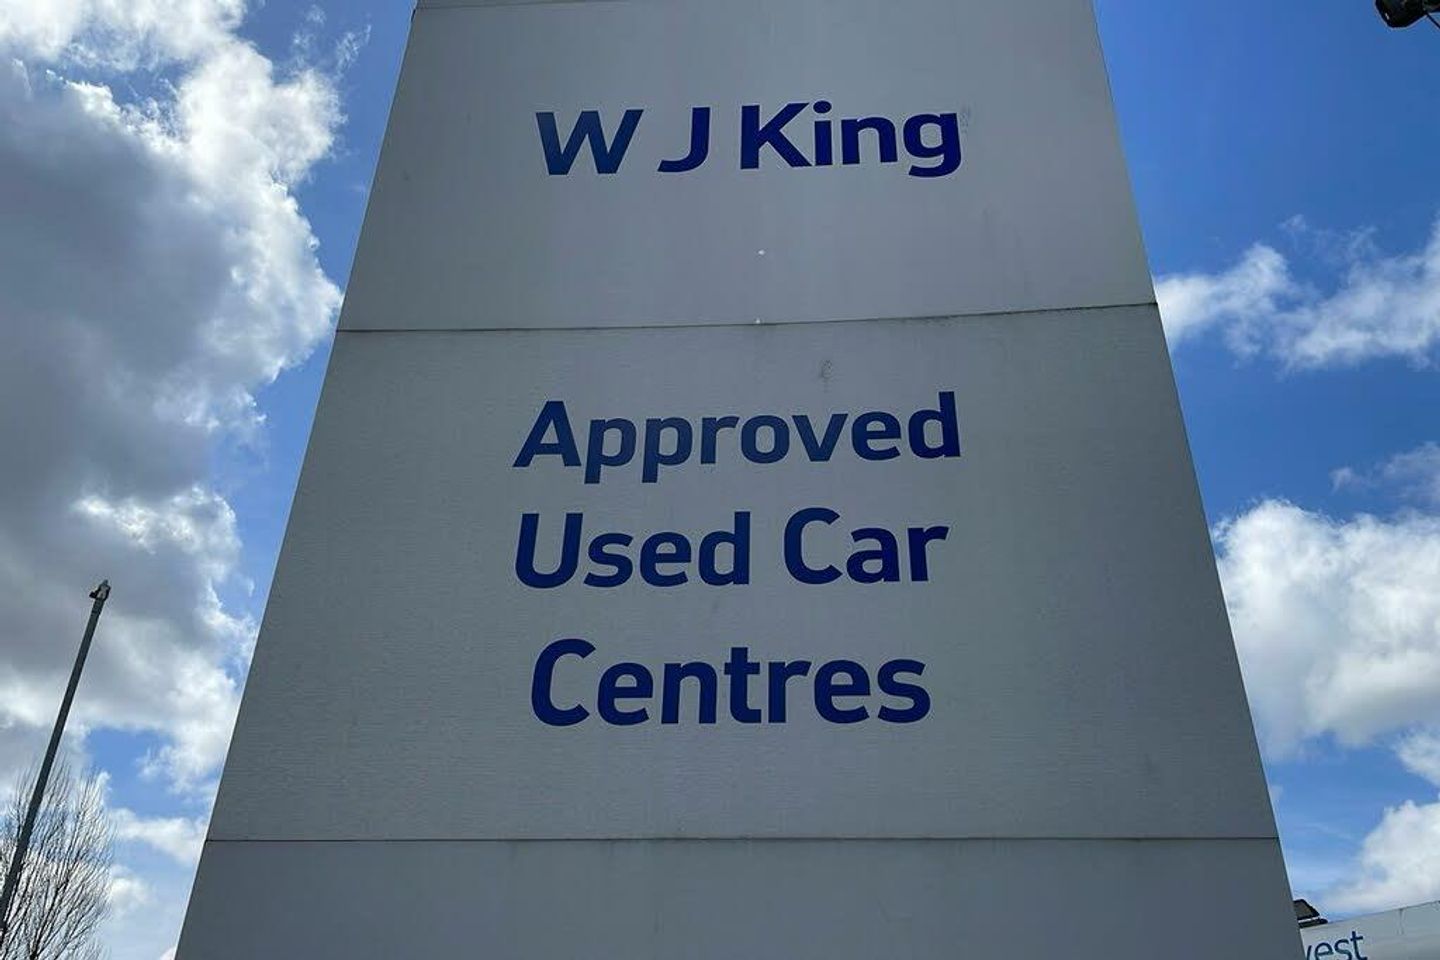 W J King
Approved
Used Car
Centres